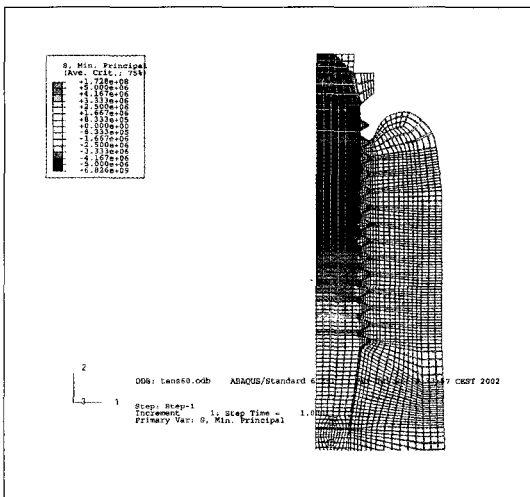 S, Min. Principal
(Ave. Crit.: 75%)
+1.728e+08
+5.000e+06
+4.167e+06
+3.333e+06
+2.500e+06
+1.667e+06
+8.333e+05
+0.000e+00
-8.333e+05
-1.667e+06
-2.500e+06
-3.333e+06
-4.167e+06
-5.000e+06
-6.826e+09
2
3 1
ODB: tens60.odb ABAQUS/Standard CEST 2002
Step: Step-1
Increment 1: Step Time = 1.0
Primary Var: S, Min. Principal